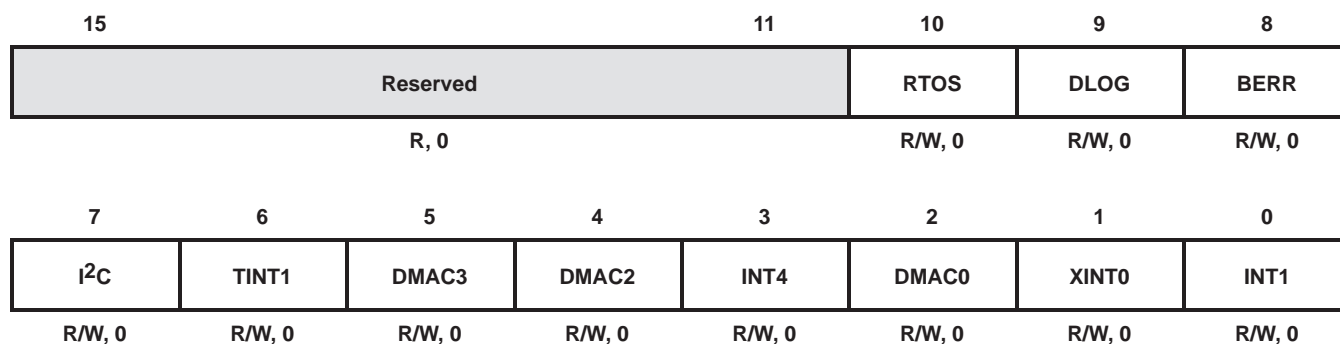 15 11 10 9 8
Reserved RTOS DLOG BERR
R, 0 R/W, 0 R/W, 0 R/W, 0
7 6 5 4 3 2 1 0
I²C TINT1 DMAC3 DMAC2 INT4 DMAC0 XINT0 INT1
R/W, 0 R/W, 0 R/W, 0 R/W, 0 R/W, 0 R/W, 0 R/W, 0 R/W, 0